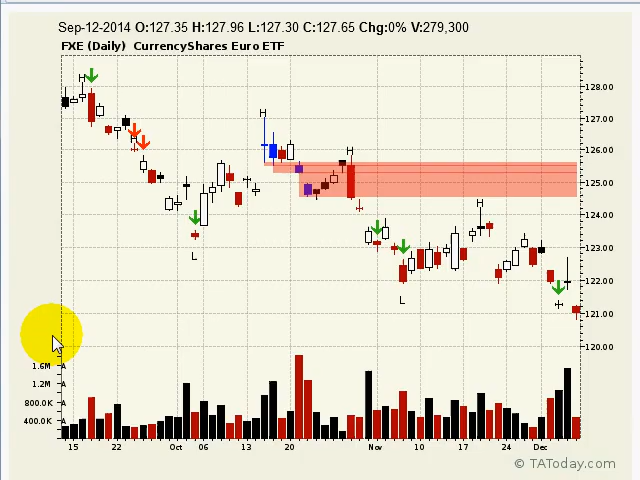 Sep-12-2014 O:127.35 H:127.96 L:127.30 C:127.65 Chg:0% V:279,300
FXE (Daily) CurrencyShares Euro ETF
H
H
H
H
H
L
L
128.00
127.00
126.00
125.00
124.00
123.00
122.00
121.00
120.00
1.6M A
1.2M A
800.0K A
400.0K A
15 22 Oct 06 13 20 Nov 10 17 24 Dec
© TAToday.com